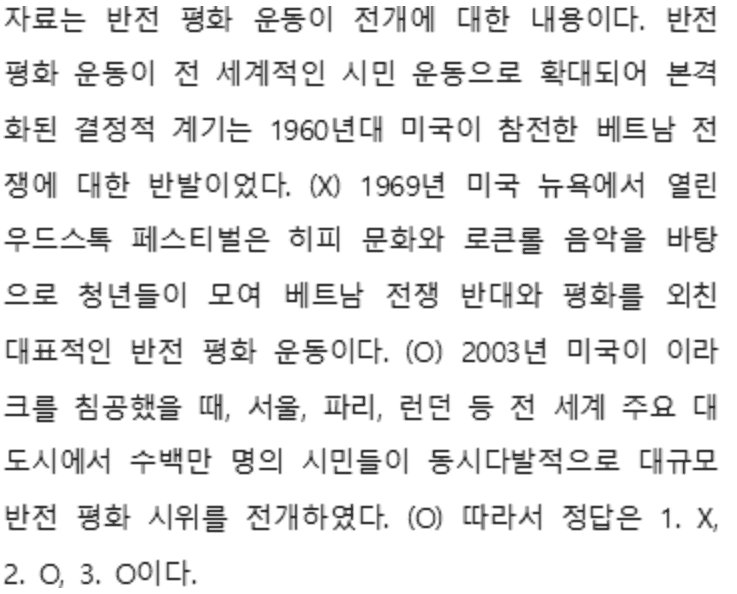 자료는 반전 평화 운동이 전개에 대한 내용이다. 반전
평화 운동이 전 세계적인 시민 운동으로 확대되어 본격
화된 결정적 계기는 1960년대 미국이 참전한 베트남 전
쟁에 대한 반발이었다. (X) 1969년 미국 뉴욕에서 열린
우드스톡 페스티벌은 히피 문화와 로큰롤 음악을 바탕
으로 청년들이 모여 베트남 전쟁 반대와 평화를 외친
대표적인 반전 평화 운동이다. (O) 2003년 미국이 이라
크를 침공했을 때, 서울, 파리, 런던 등 전 세계 주요 대
도시에서 수백만 명의 시민들이 동시다발적으로 대규모
반전 평화 시위를 전개하였다. (O) 따라서 정답은 1. X,
2. O, 3. O이다.